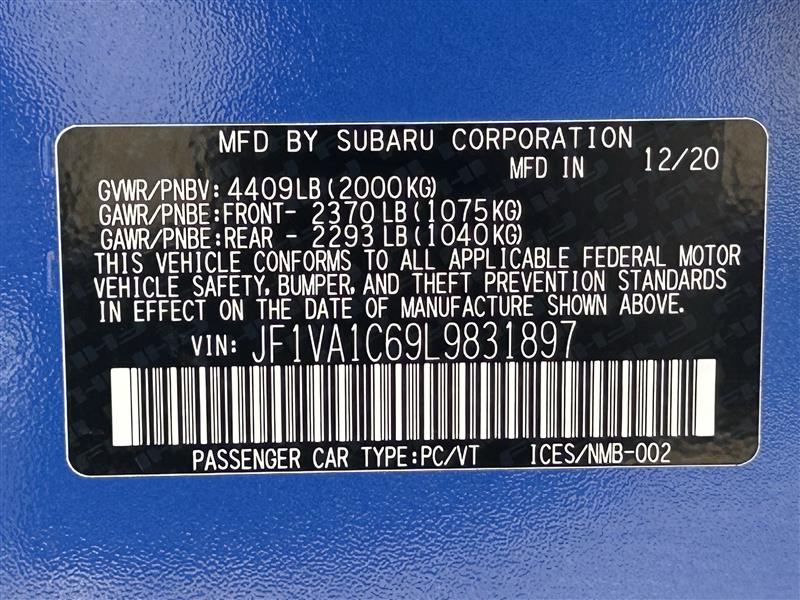 MFD BY SUBARU CORPORATION
MFD IN 12/20
GVWR/PNBV: 4409LB(2000KG)
GAWR/PNBE:FRONT- 2370LB(1075KG)
GAWR/PNBE:REAR - 2293LB(1040KG)
THIS VEHICLE CONFORMS TO ALL APPLICABLE FEDERAL MOTOR
VEHICLE SAFETY, BUMPER, AND THEFT PREVENTION STANDARDS
IN EFFECT ON THE DATE OF MANUFACTURE SHOWN ABOVE.
VIN: JF1VA1C69L9831897
PASSENGER CAR TYPE:PC/VT ICES/NMB-002